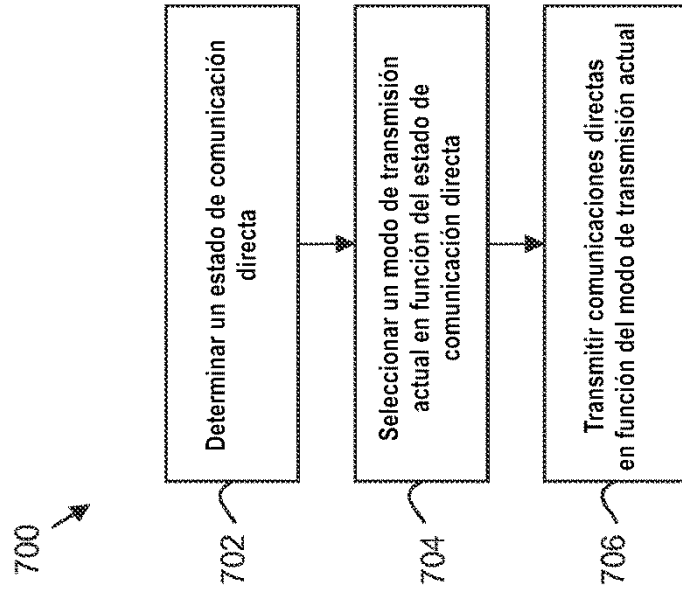 700
702
Determinar un estado de comunicación
directa
704
Seleccionar un modo de transmisión
actual en función del estado de
comunicación directa
706
Transmitir comunicaciones directas
en función del modo de transmisión actual